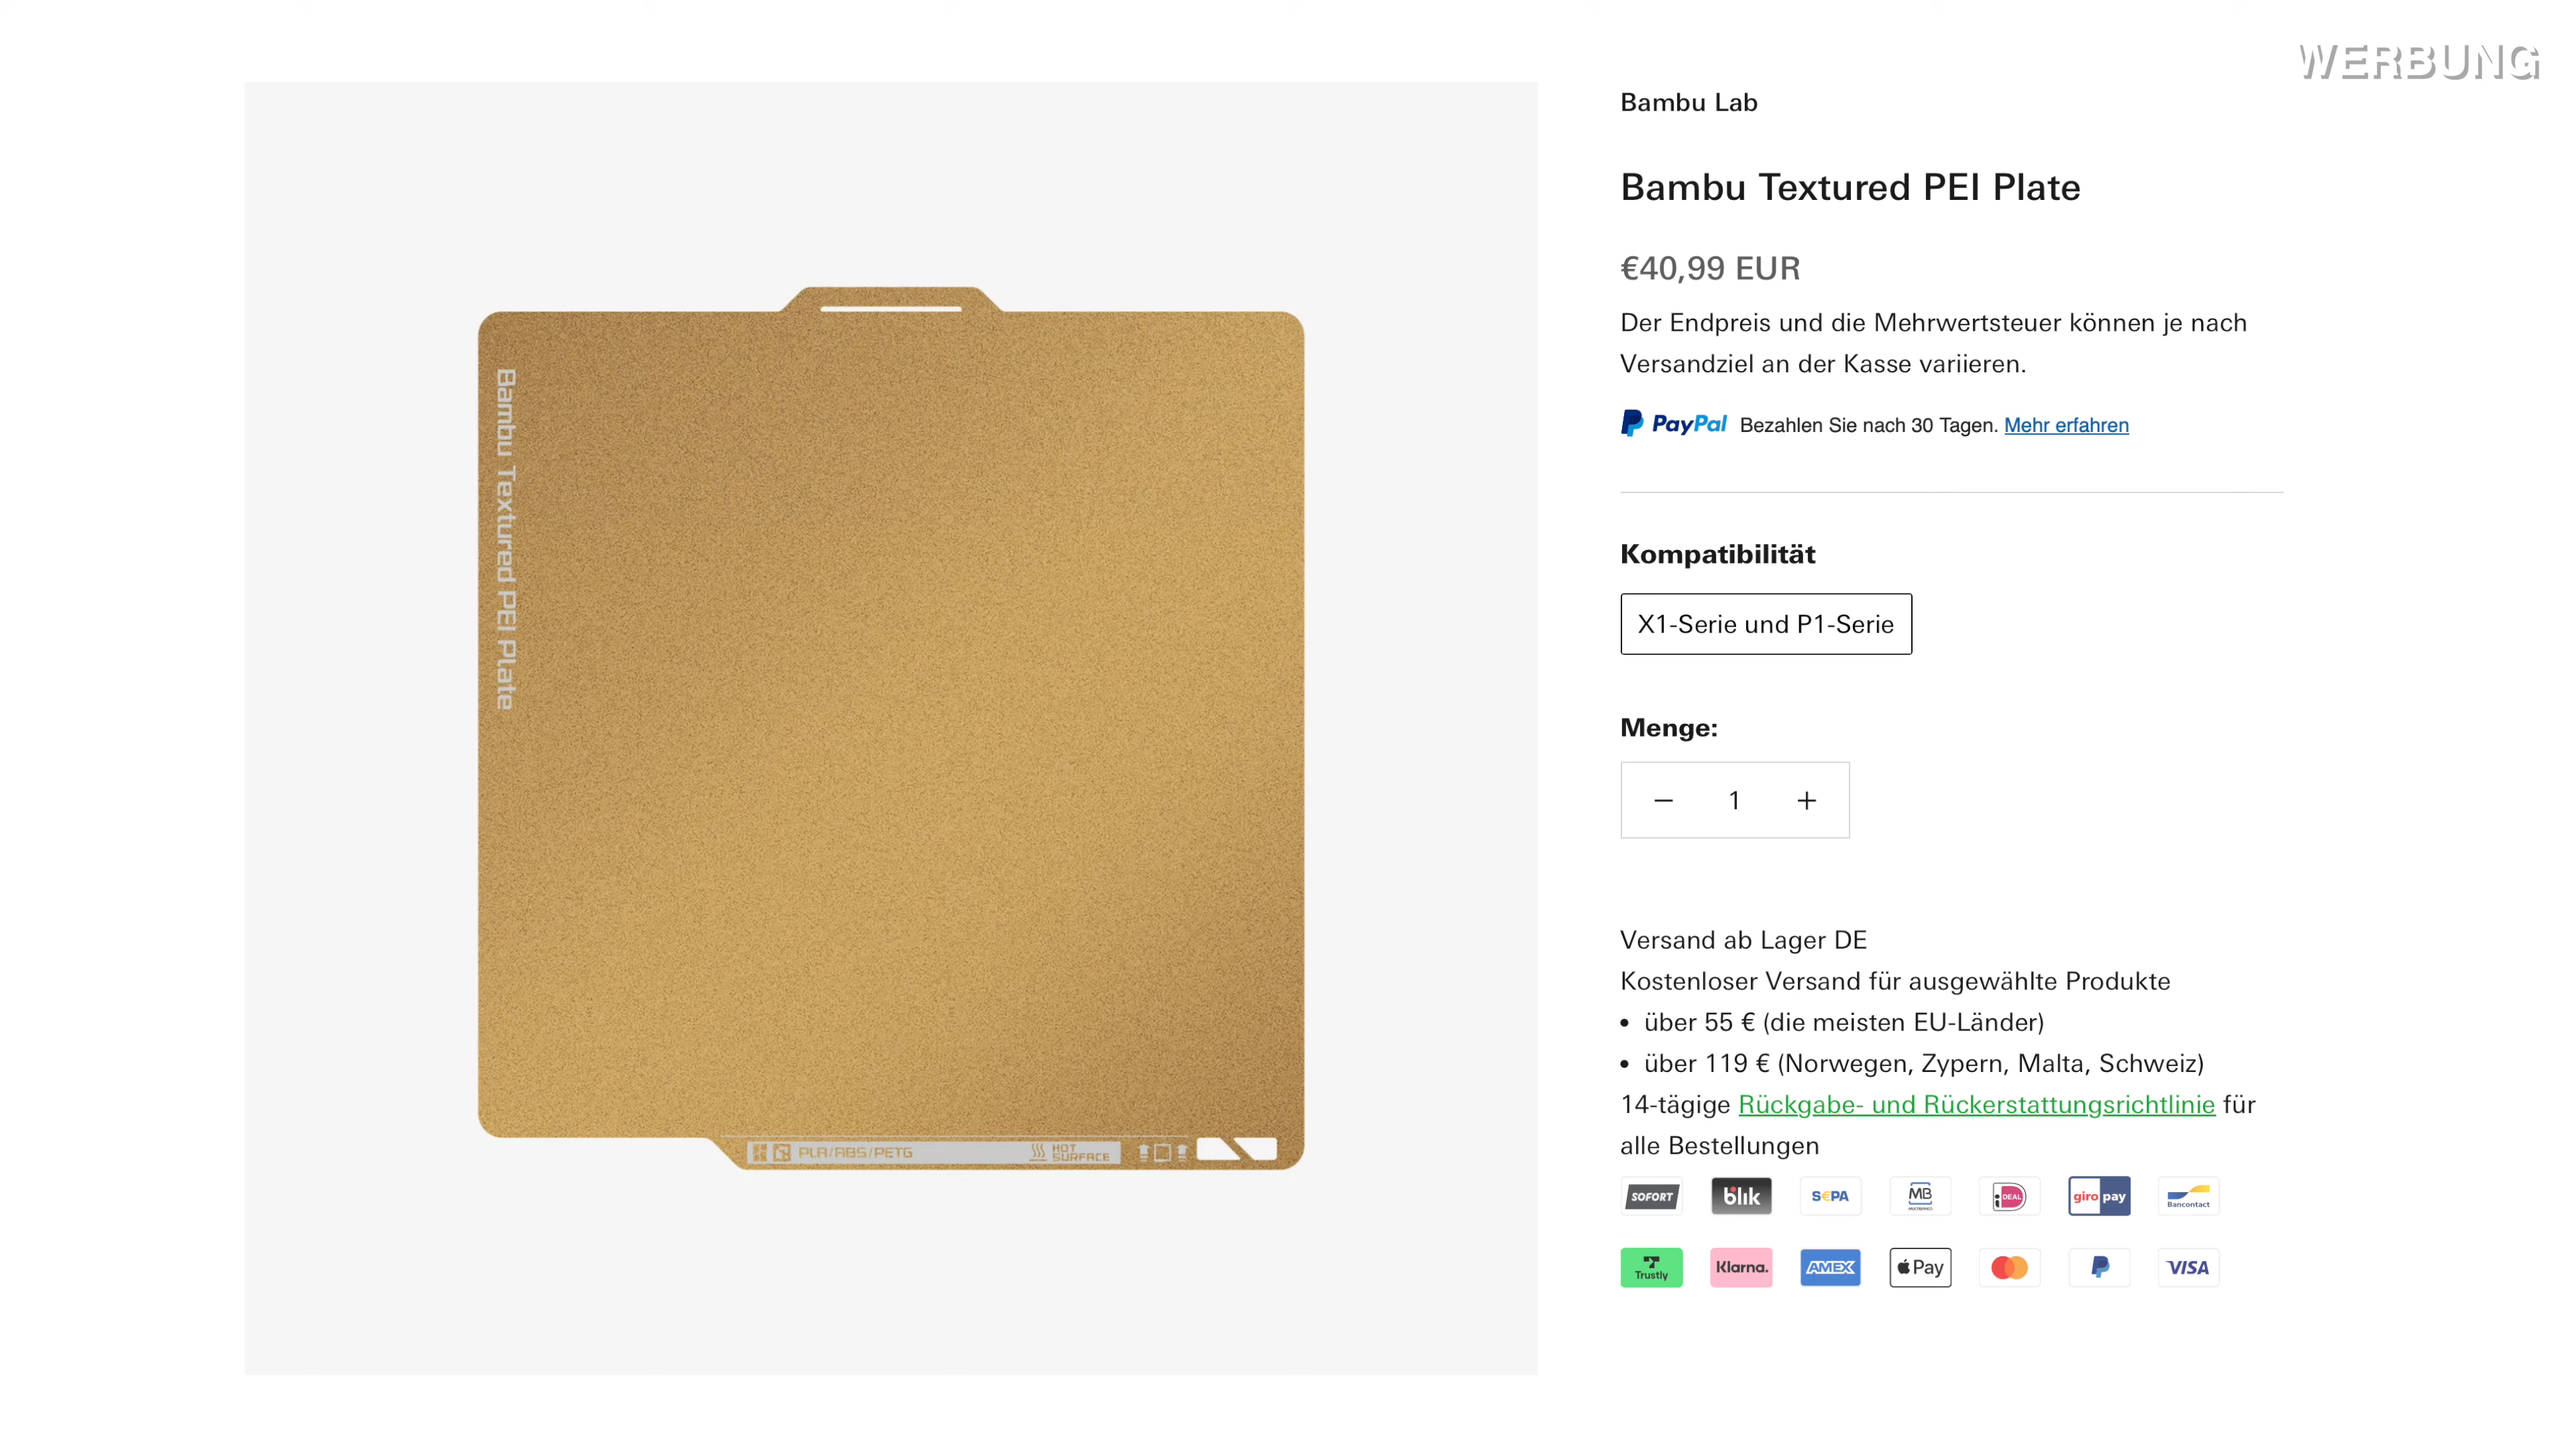 WERBUNG
Bambu Lab
Bambu Textured PEI Plate
€40,99 EUR
Der Endpreis und die Mehrwertsteuer können je nach
Versandziel an der Kasse variieren.
PayPal Bezahlen Sie nach 30 Tagen. Mehr erfahren
Kompatibilität
X1-Serie und P1-Serie
Menge:
− 1 +
Versand ab Lager DE
Kostenloser Versand für ausgewählte Produkte
• über 55 € (die meisten EU-Länder)
• über 119 € (Norwegen, Zypern, Malta, Schweiz)
14-tägige Rückgabe- und Rückerstattungsrichtlinie für
alle Bestellungen
SOFORT blik S€PA MB MULTIBANCO iDEAL giro pay Bancontact
Trustly Klarna. AMEX Pay VISA
Bambu Textured PEI Plate
PLA/ABS/PETG
HOT
SURFACE